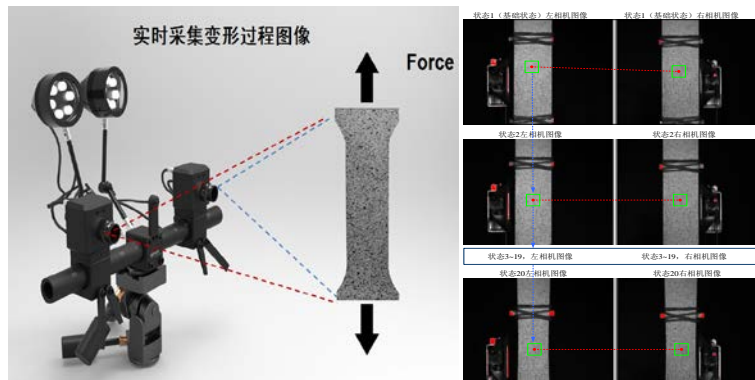 实时采集变形过程图像
Force
状态1（基础状态）左相机图像
状态1（基础状态）右相机图像
状态2左相机图像
状态2右相机图像
状态3~19，左相机图像
状态3~19，右相机图像
状态20左相机图像
状态20右相机图像